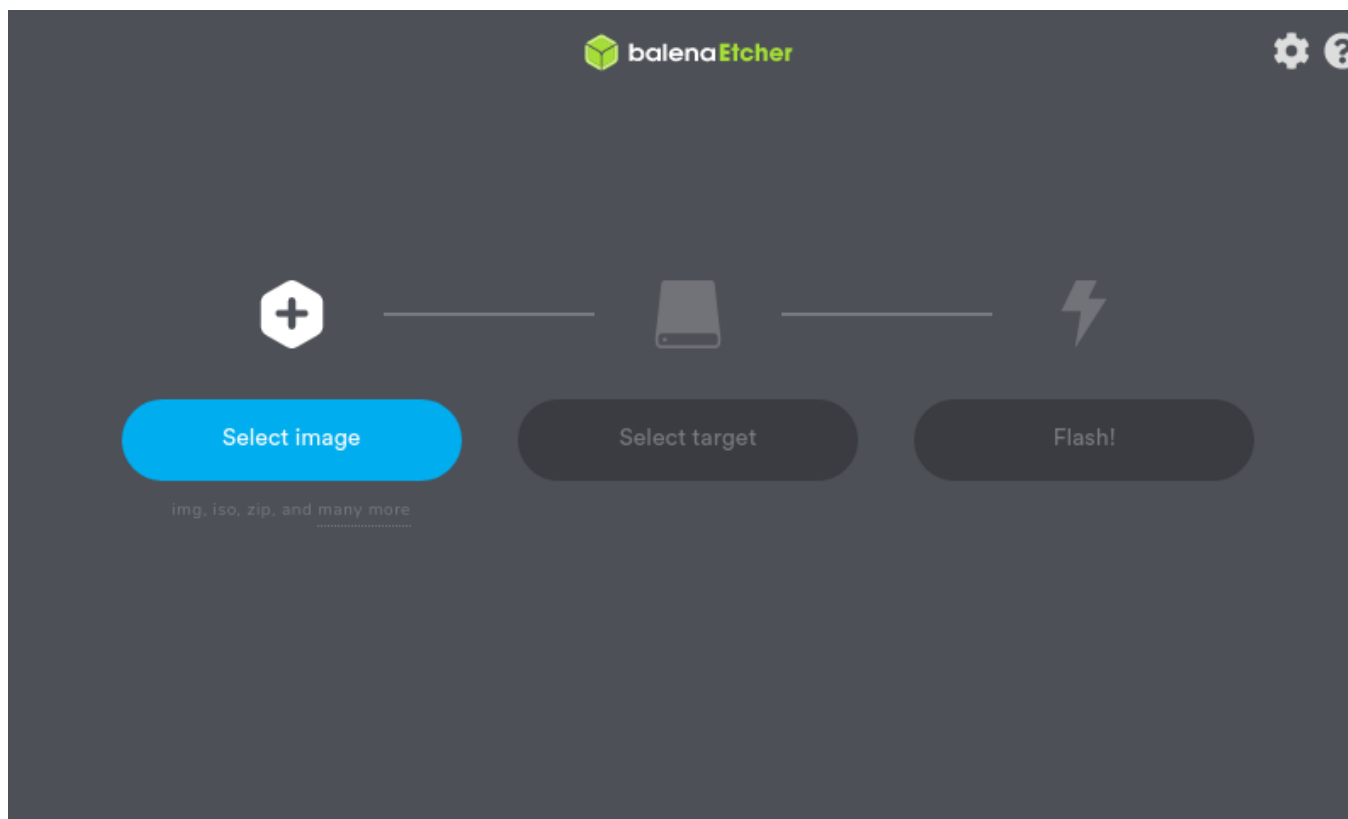 balenaEtcher
Select image
Select target
Flash!
img, iso, zip, and many more